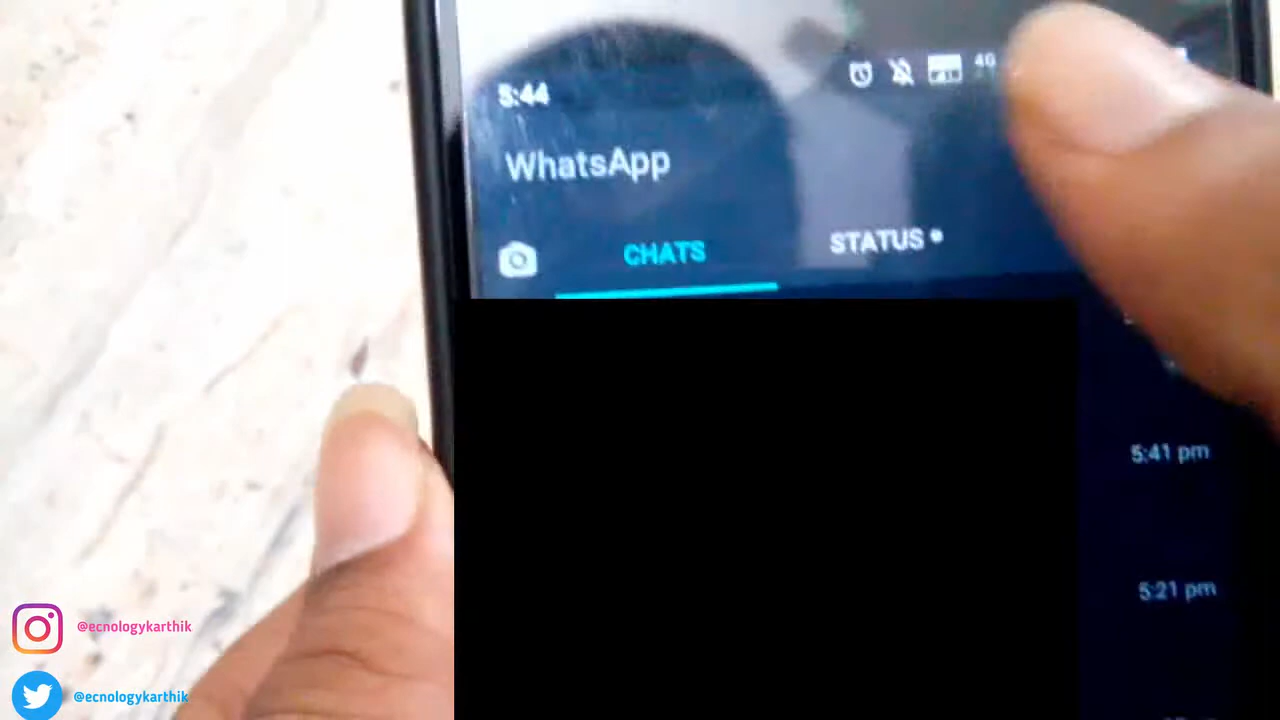 5:44
4G
WhatsApp
CHATS
STATUS •
5:41 pm
5:21 pm
@ecnologykarthik
@ecnologykarthik